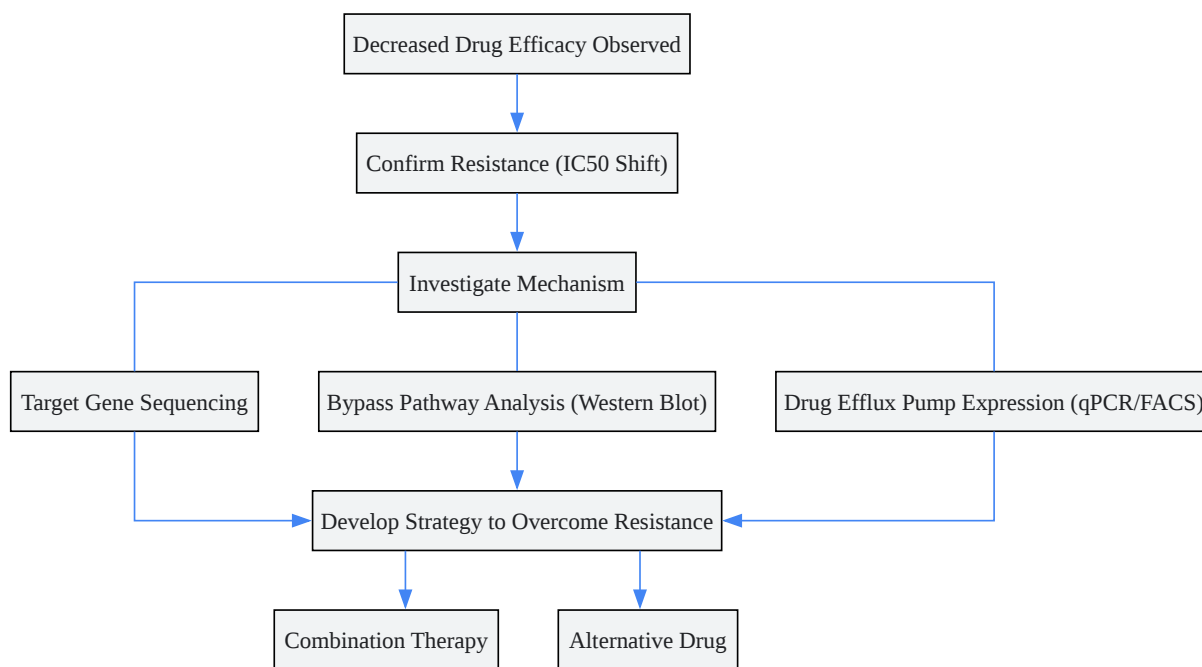 Decreased Drug Efficacy Observed
Confirm Resistance (IC50 Shift)
Investigate Mechanism
Target Gene Sequencing
Bypass Pathway Analysis (Western Blot)
Drug Efflux Pump Expression (qPCR/FACS)
Develop Strategy to Overcome Resistance
Combination Therapy
Alternative Drug